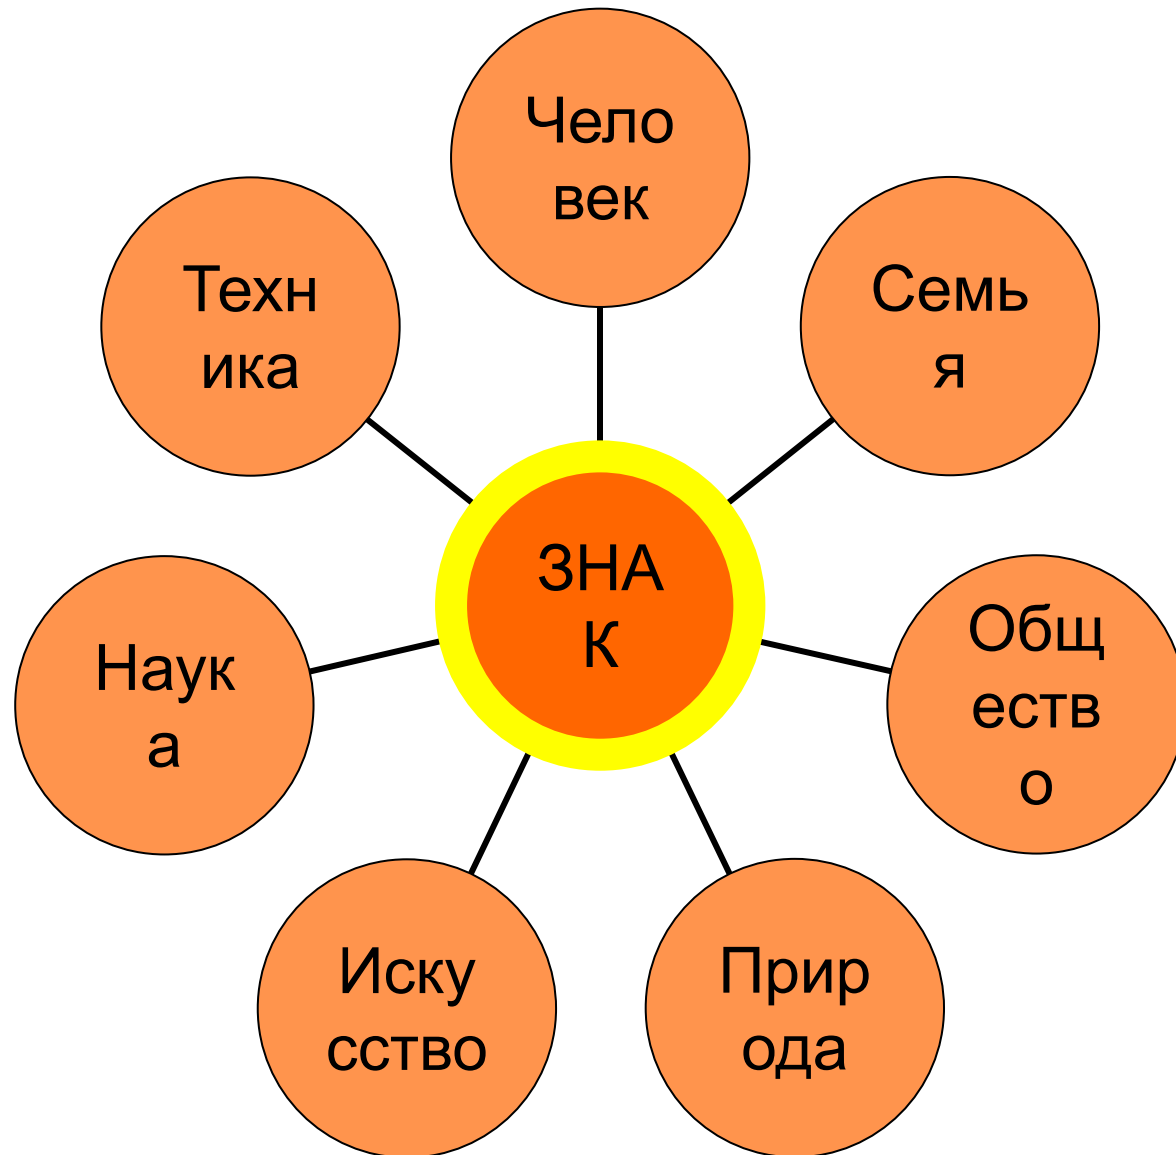 Чело
век
Техн
ика
Семь
я
ЗНА
К
Наук
а
Общ
еств
о
Иску
сство
Прир
ода